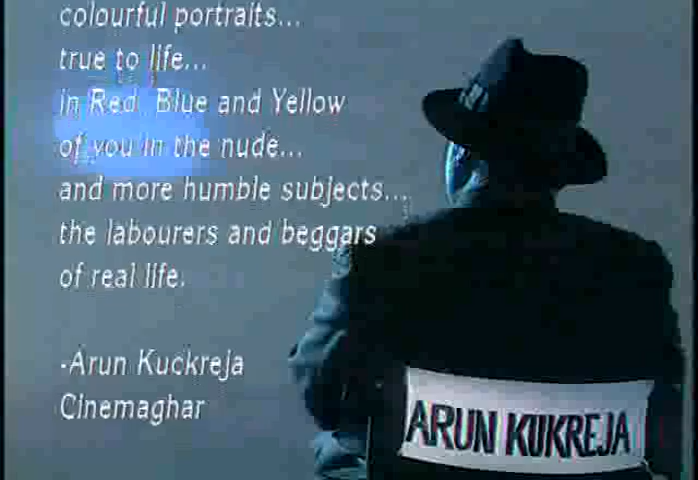 colourful portraits...
true to life...
in Red Blue and Yellow
of you in the nude...
and more humble subjects...
the labourers and beggars
of real life.
-Arun Kuckreja
Cinemaghar
ARUN KUKREJA